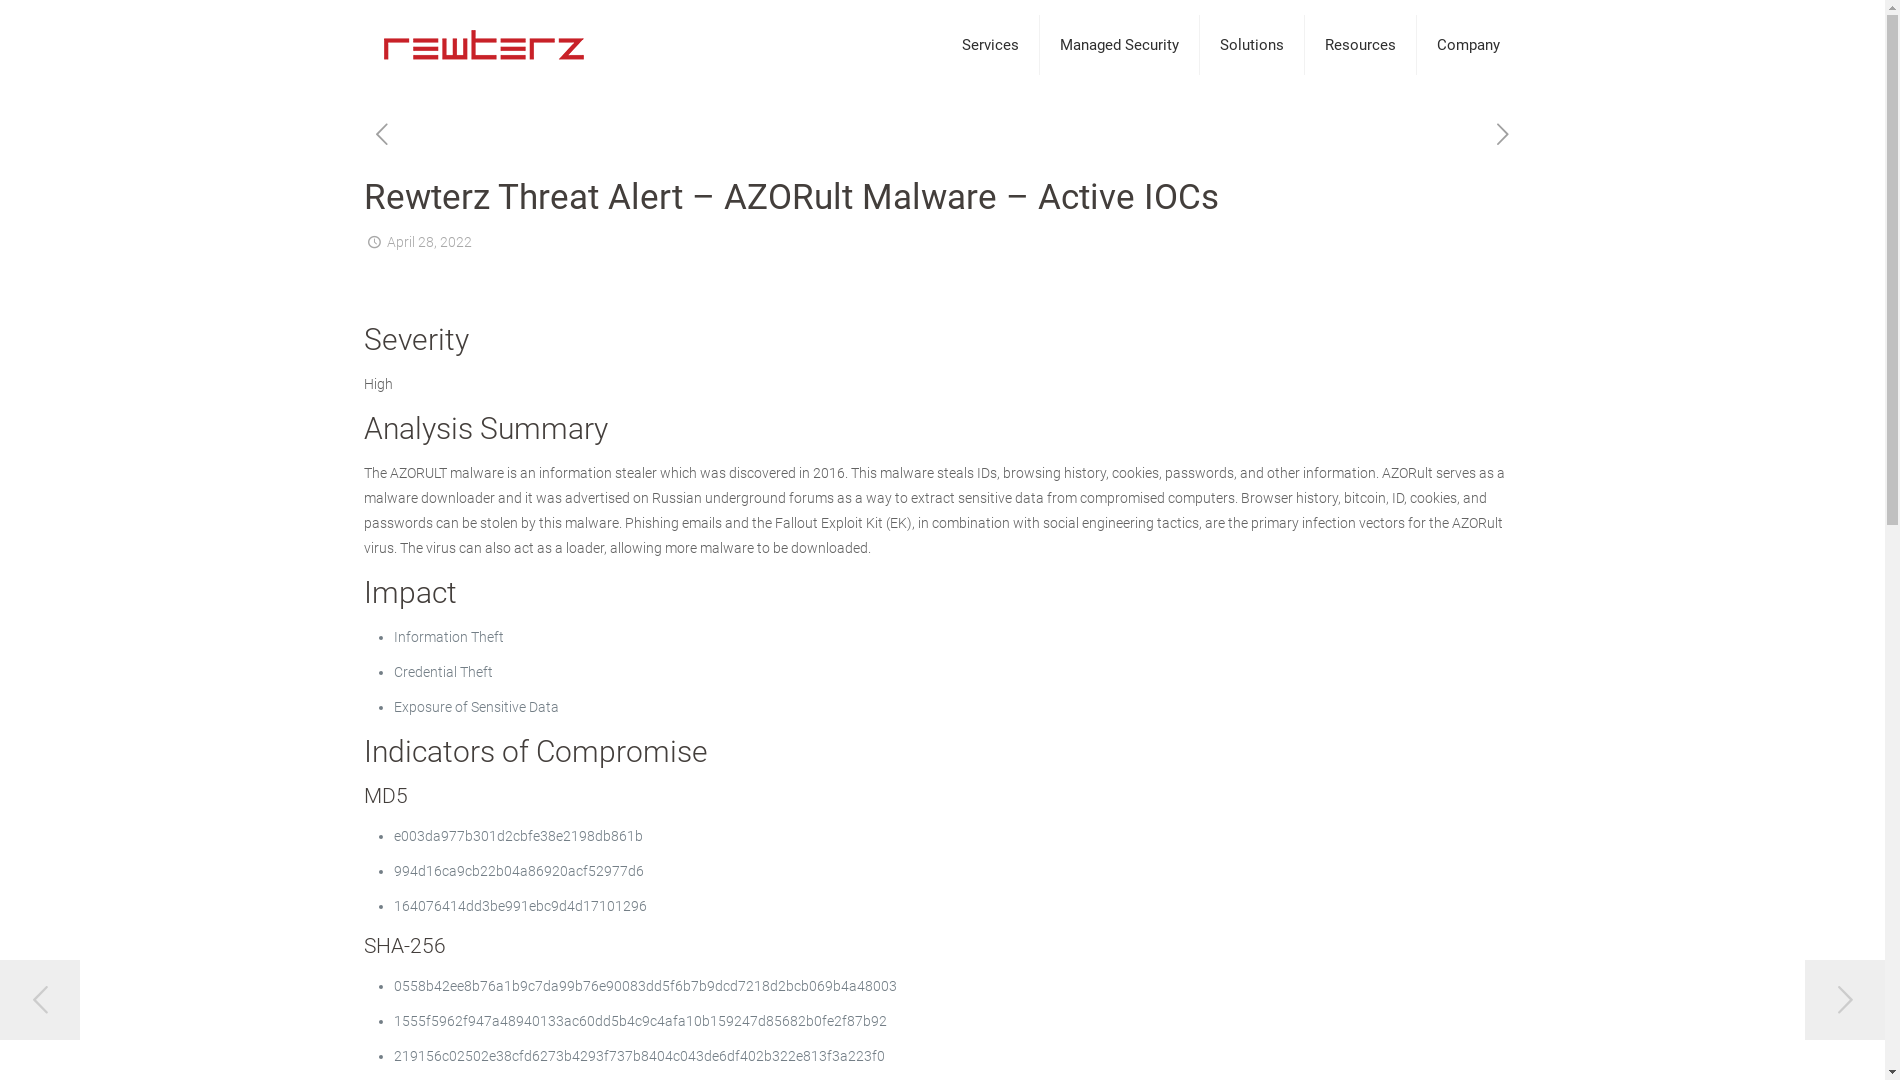 rewterz
Services
Managed Security
Solutions
Resources
Company
Rewterz Threat Alert – AZORult Malware – Active IOCs
April 28, 2022
Severity
High
Analysis Summary
The AZORULT malware is an information stealer which was discovered in 2016. This malware steals IDs, browsing history, cookies, passwords, and other information. AZORult serves as a
malware downloader and it was advertised on Russian underground forums as a way to extract sensitive data from compromised computers. Browser history, bitcoin, ID, cookies, and
passwords can be stolen by this malware. Phishing emails and the Fallout Exploit Kit (EK), in combination with social engineering tactics, are the primary infection vectors for the AZORult
virus. The virus can also act as a loader, allowing more malware to be downloaded.
Impact
Information Theft
Credential Theft
Exposure of Sensitive Data
Indicators of Compromise
MD5
e003da977b301d2cbfe38e2198db861b
994d16ca9cb22b04a86920acf52977d6
164076414dd3be991ebc9d4d17101296
SHA-256
0558b42ee8b76a1b9c7da99b76e90083dd5f6b7b9dcd7218d2bcb069b4a48003
1555f5962f947a48940133ac60dd5b4c9c4afa10b159247d85682b0fe2f87b92
219156c02502e38cfd6273b4293f737b8404c043de6df402b322e813f3a223f0